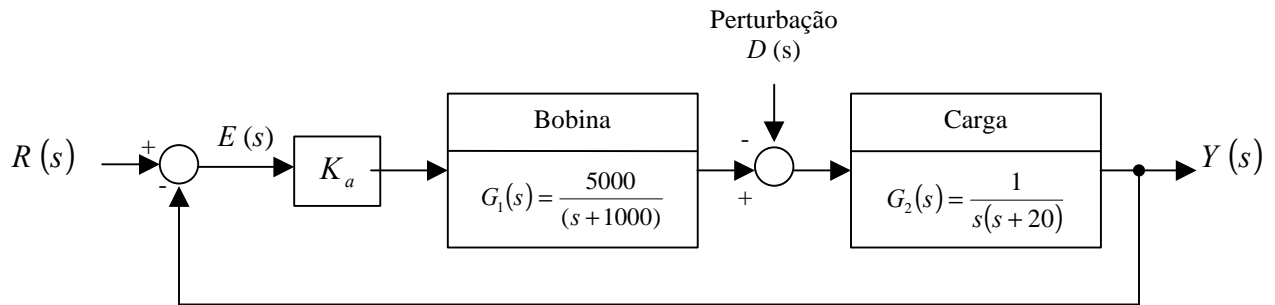 Perturbação
D (s)
R (s)
+
-
E (s)
K_a
Bobina
G_1(s) = 5000 / (s + 1000)
-
+
Carga
G_2(s) = 1 / s(s + 20)
Y (s)